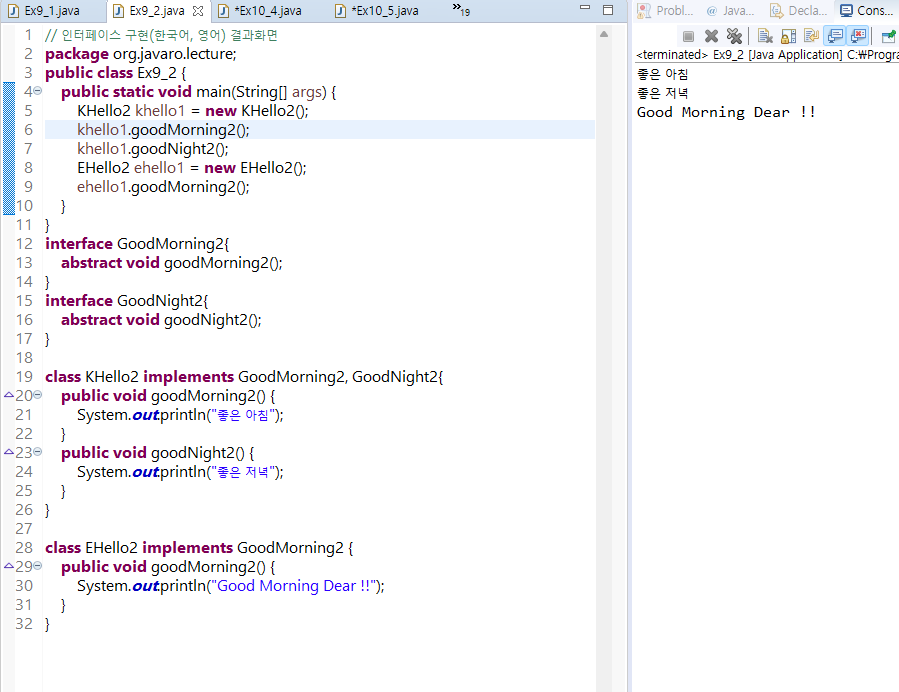 Ex9_1.java Ex9_2.java *Ex10_4.java *Ex10_5.java »19
Probl... Java... Decla... Cons...
<terminated> Ex9_2 [Java Application] C:₩Progra
좋은 아침
좋은 저녁
Good Morning Dear !!
1 // 인터페이스 구현(한국어, 영어) 결과화면
2 package org.javaro.lecture;
3 public class Ex9_2 {
4 public static void main(String[] args) {
5 KHello2 khello1 = new KHello2();
6 khello1.goodMorning2();
7 khello1.goodNight2();
8 EHello2 ehello1 = new EHello2();
9 ehello1.goodMorning2();
10 }
11 }
12 interface GoodMorning2{
13 abstract void goodMorning2();
14 }
15 interface GoodNight2{
16 abstract void goodNight2();
17 }
18
19 class KHello2 implements GoodMorning2, GoodNight2{
20 public void goodMorning2() {
21 System.out.println("좋은 아침");
22 }
23 public void goodNight2() {
24 System.out.println("좋은 저녁");
25 }
26 }
27
28 class EHello2 implements GoodMorning2 {
29 public void goodMorning2() {
30 System.out.println("Good Morning Dear !!");
31 }
32 }